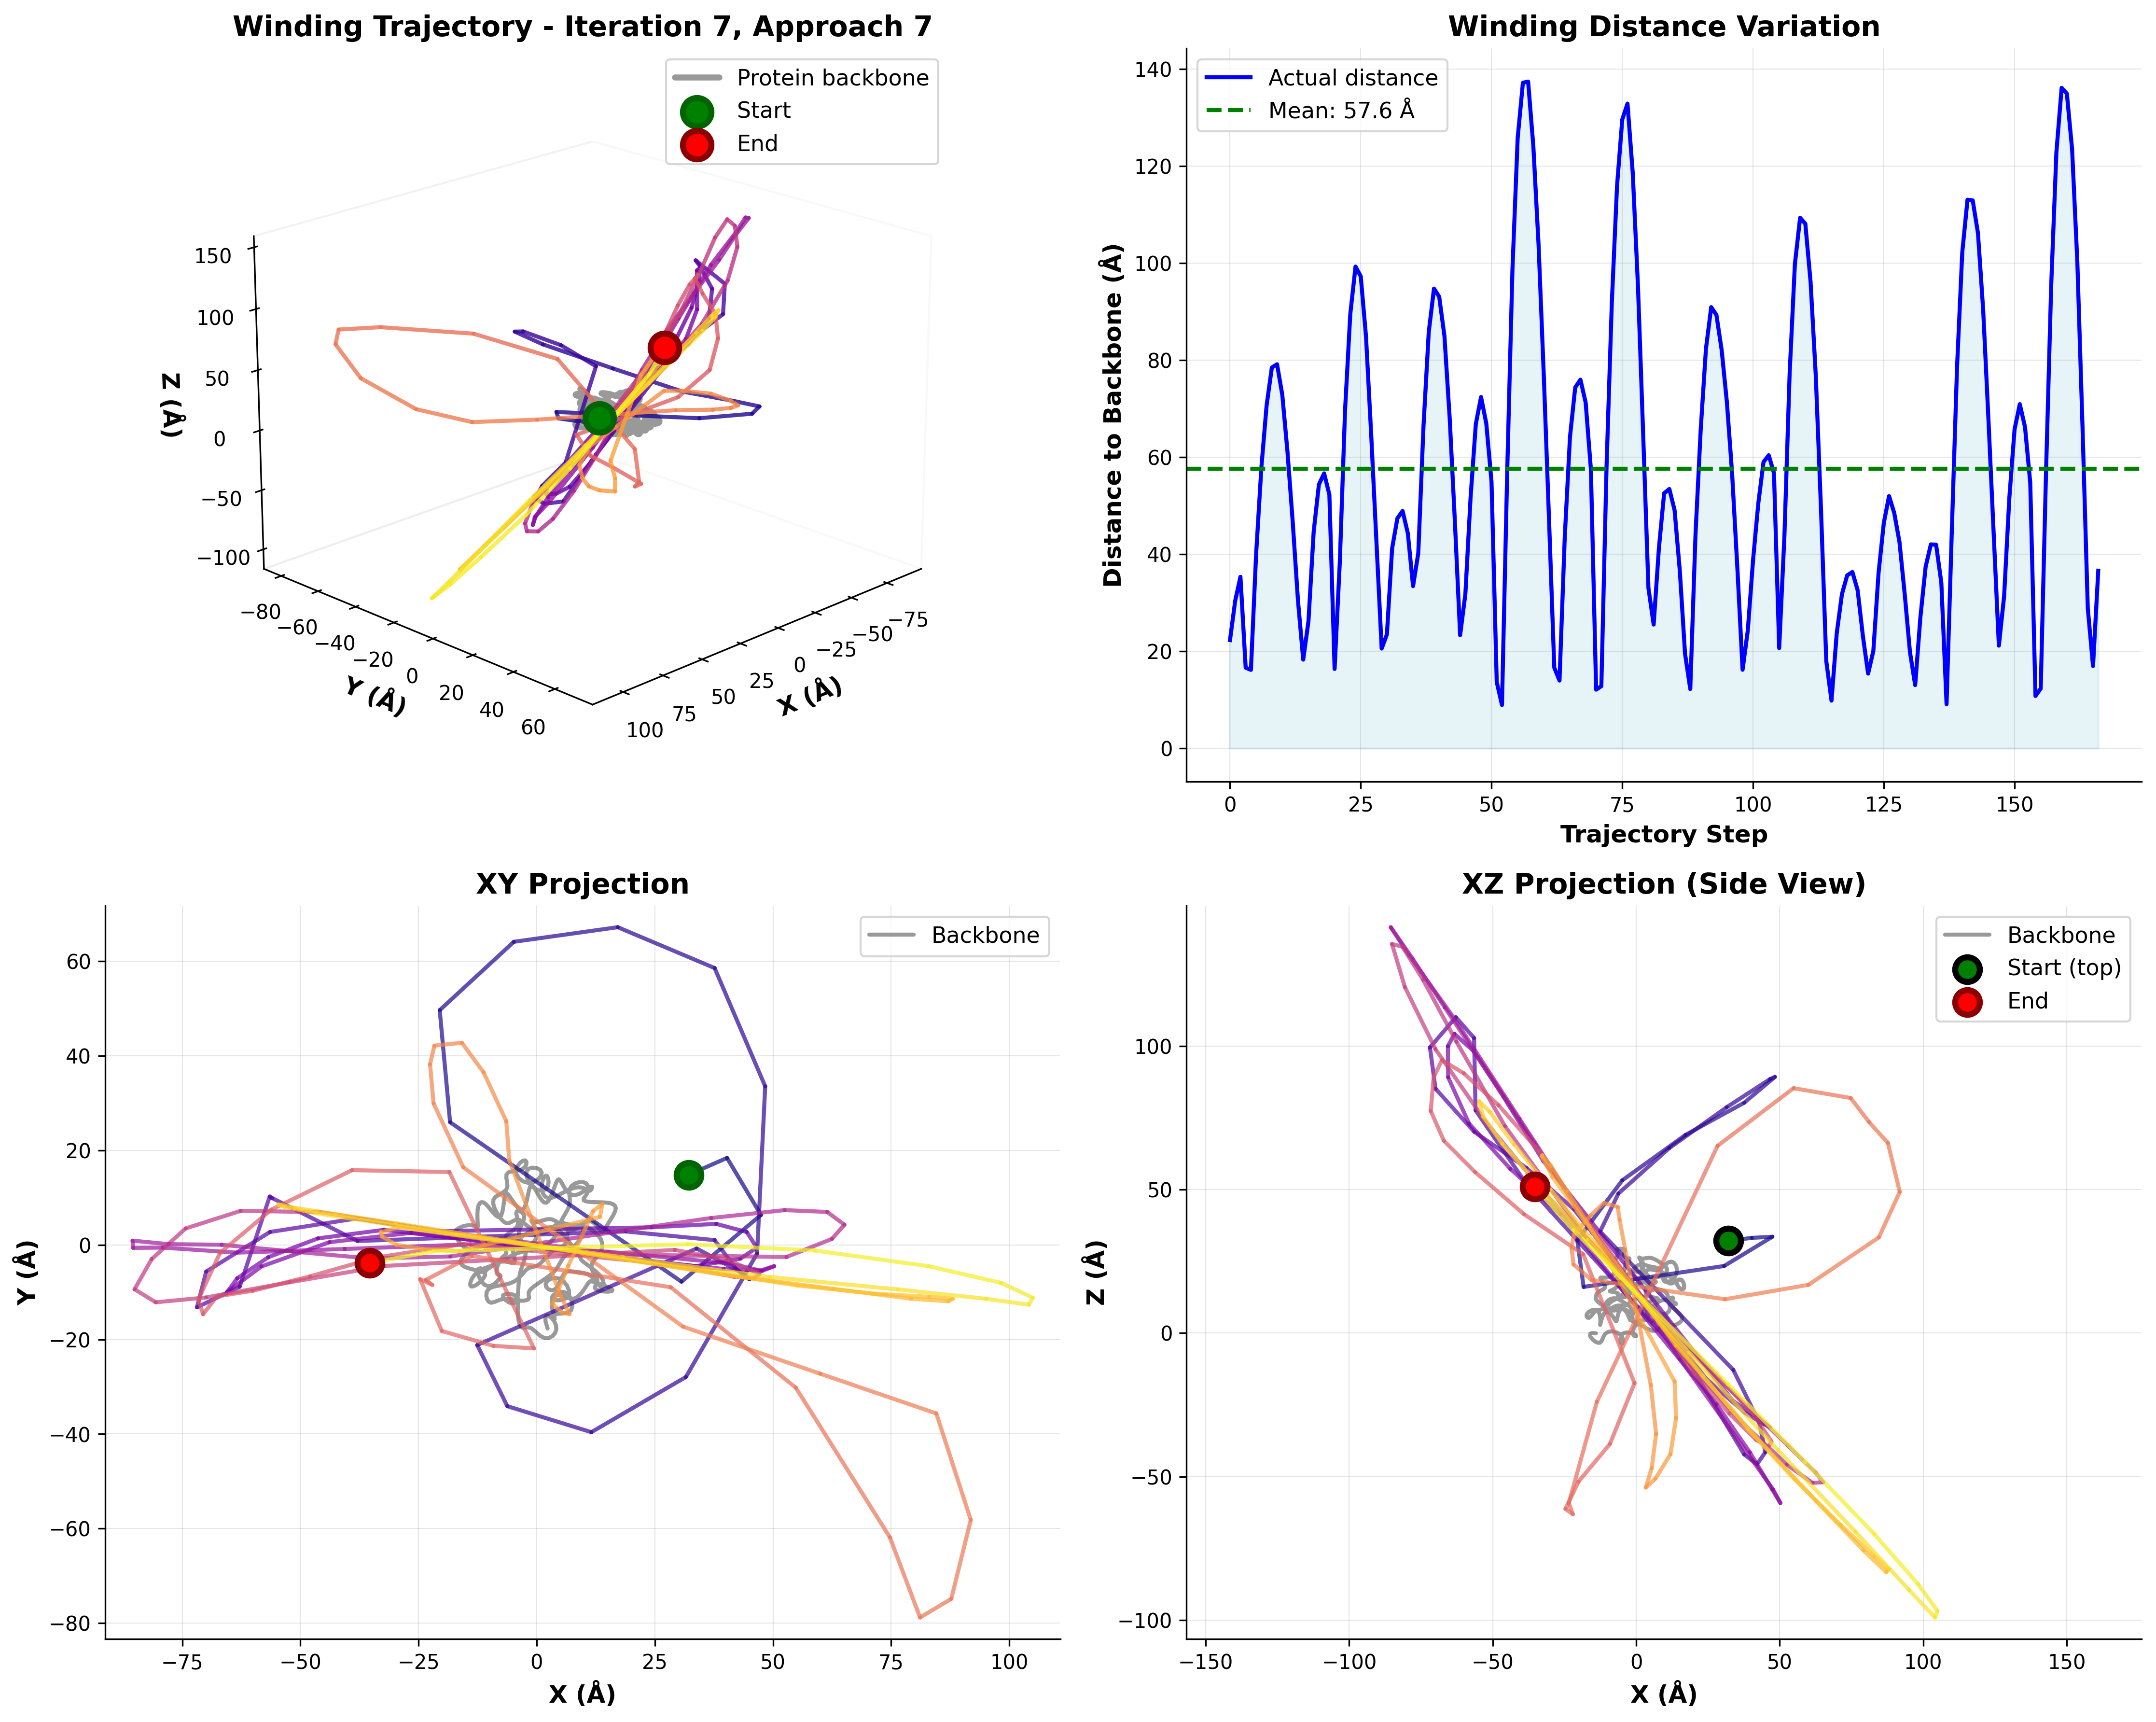 Winding Trajectory - Iteration 7, Approach 7
Protein backbone
Start
End
150
100
50
0
−50
−100
Z (Å)
−80
−60
−40
−20
0
20
40
60
Y (Å)
100
75
50
25
0
−25
−50
−75
X (Å)
Winding Distance Variation
Actual distance
Mean: 57.6 Å
140
120
100
80
60
40
20
0
Distance to Backbone (Å)
0
25
50
75
100
125
150
Trajectory Step
XY Projection
Backbone
60
40
20
0
−20
−40
−60
−80
Y (Å)
−75
−50
−25
0
25
50
75
100
X (Å)
XZ Projection (Side View)
Backbone
Start (top)
End
100
50
0
−50
−100
Z (Å)
−150
−100
−50
0
50
100
150
X (Å)